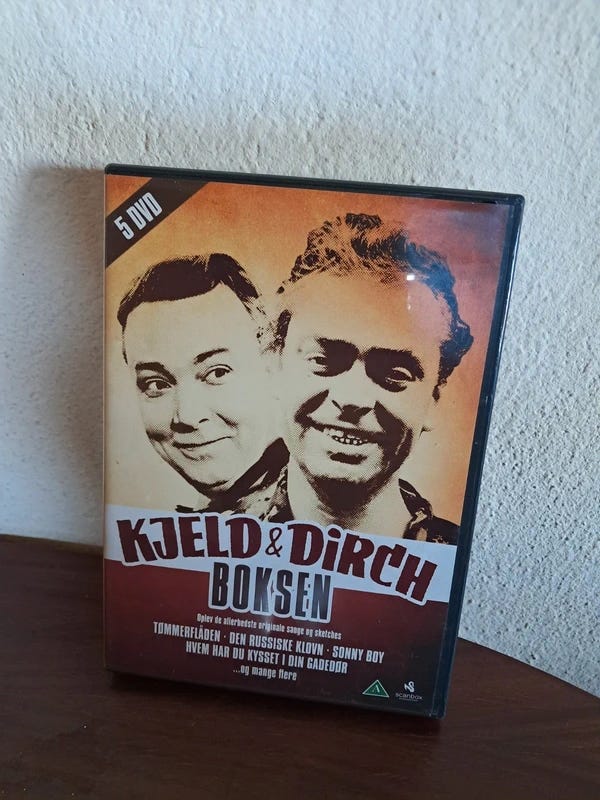 5 DVD
KJELD & DIRCH
BOKSEN
Oplev de allerbedste originale sange og sketches
TØMMERFLÅDEN · DEN RUSSISKE KLOVN · SONNY BOY
HVEM HAR DU KYSSET I DIN GADEDØR
...og mange flere
A
scanbox